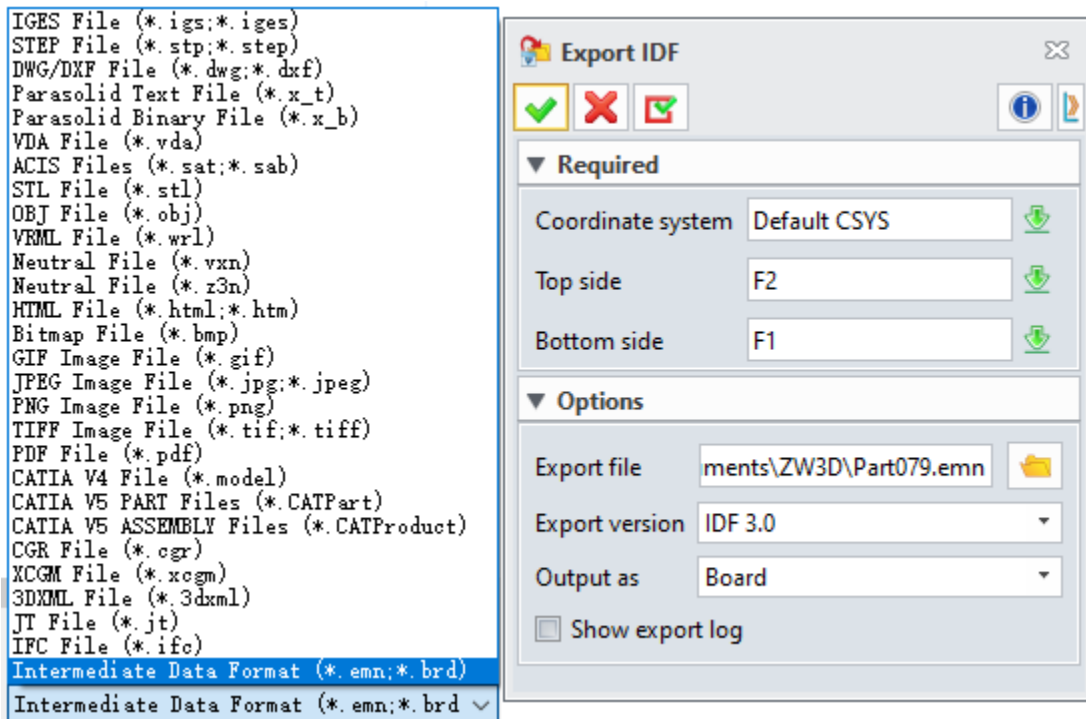 IGES File (*.igs;*.iges)
STEP File (*.stp;*.step)
DWG/DXF File (*.dwg;*.dxf)
Parasolid Text File (*.x_t)
Parasolid Binary File (*.x_b)
VDA File (*.vda)
ACIS Files (*.sat;*.sab)
STL File (*.stl)
OBJ File (*.obj)
VRML File (*.wrl)
Neutral File (*.vxn)
Neutral File (*.z3n)
HTML File (*.html;*.htm)
Bitmap File (*.bmp)
GIF Image File (*.gif)
JPEG Image File (*.jpg;*.jpeg)
PNG Image File (*.png)
TIFF Image File (*.tif;*.tiff)
PDF File (*.pdf)
CATIA V4 File (*.model)
CATIA V5 PART Files (*.CATPart)
CATIA V5 ASSEMBLY Files (*.CATProduct)
CGR File (*.cgr)
XCGM File (*.xcgm)
3DXML File (*.3dxml)
JT File (*.jt)
IFC File (*.ifc)
Intermediate Data Format (*.emn;*.brd)
Intermediate Data Format (*.emn;*.brd
Export IDF
Required
Coordinate system Default CSYS
Top side F2
Bottom side F1
Options
Export file ments\ZW3D\Part079.emn
Export version IDF 3.0
Output as Board
Show export log